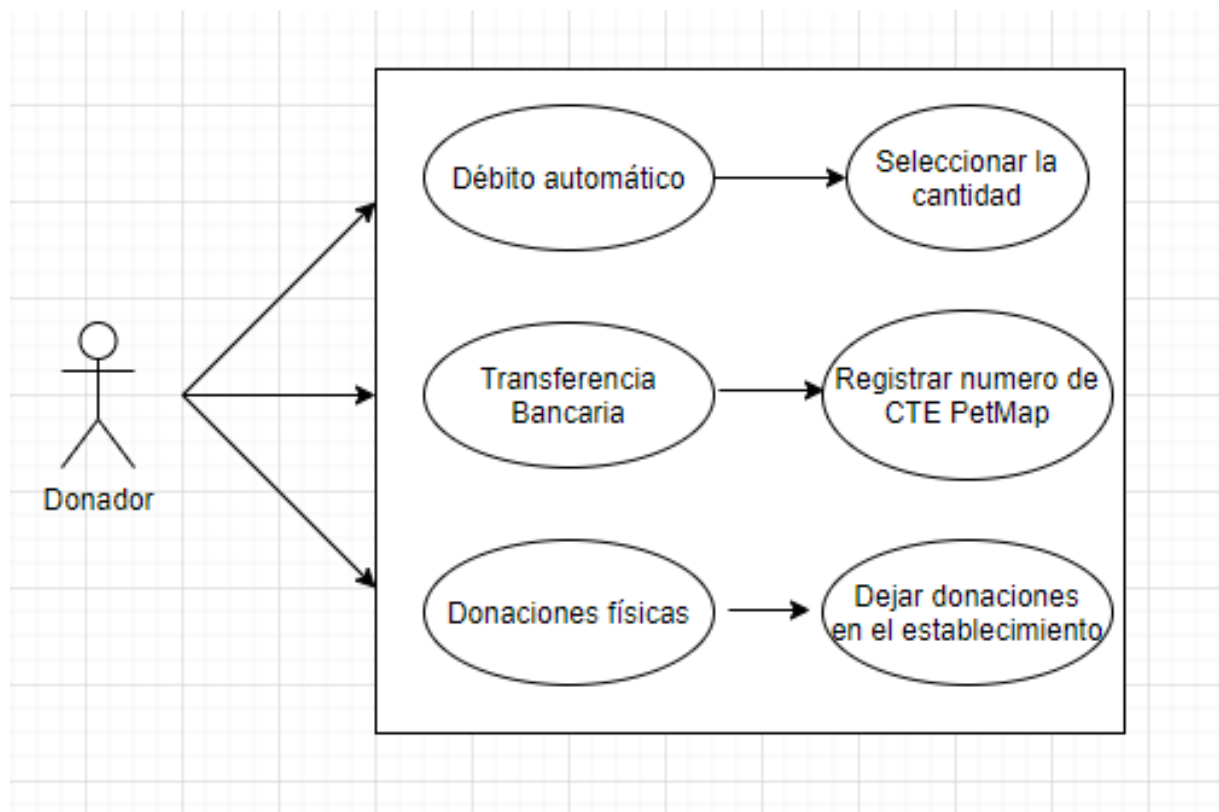 Débito automático
Seleccionar la
cantidad
Transferencia
Bancaria
Registrar numero de
CTE PetMap
Donador
Donaciones físicas
Dejar donaciones
en el establecimiento